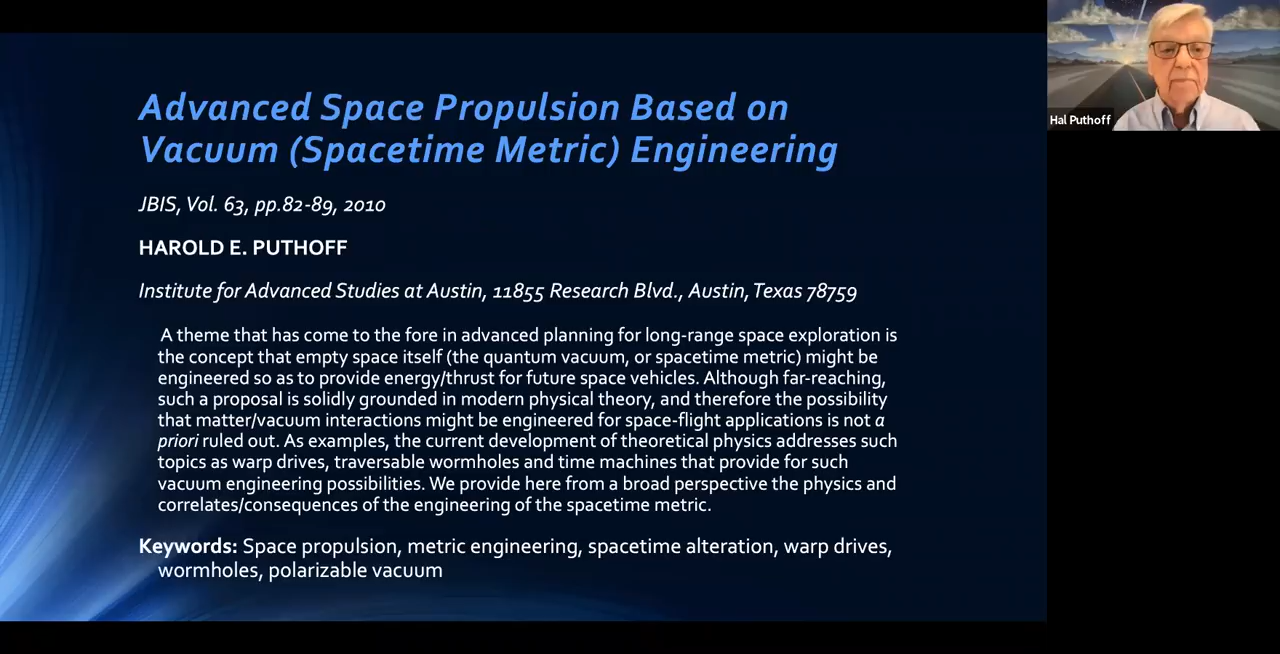 Advanced Space Propulsion Based on
Vacuum (Spacetime Metric) Engineering
JBIS, Vol. 63, pp.82-89, 2010
HAROLD E. PUTHOFF
Institute for Advanced Studies at Austin, 11855 Research Blvd., Austin, Texas 78759
A theme that has come to the fore in advanced planning for long-range space exploration is
the concept that empty space itself (the quantum vacuum, or spacetime metric) might be
engineered so as to provide energy/thrust for future space vehicles. Although far-reaching,
such a proposal is solidly grounded in modern physical theory, and therefore the possibility
that matter/vacuum interactions might be engineered for space-flight applications is not a
priori ruled out. As examples, the current development of theoretical physics addresses such
topics as warp drives, traversable wormholes and time machines that provide for such
vacuum engineering possibilities. We provide here from a broad perspective the physics and
correlates/consequences of the engineering of the spacetime metric.
Keywords: Space propulsion, metric engineering, spacetime alteration, warp drives,
wormholes, polarizable vacuum
Hal Puthoff